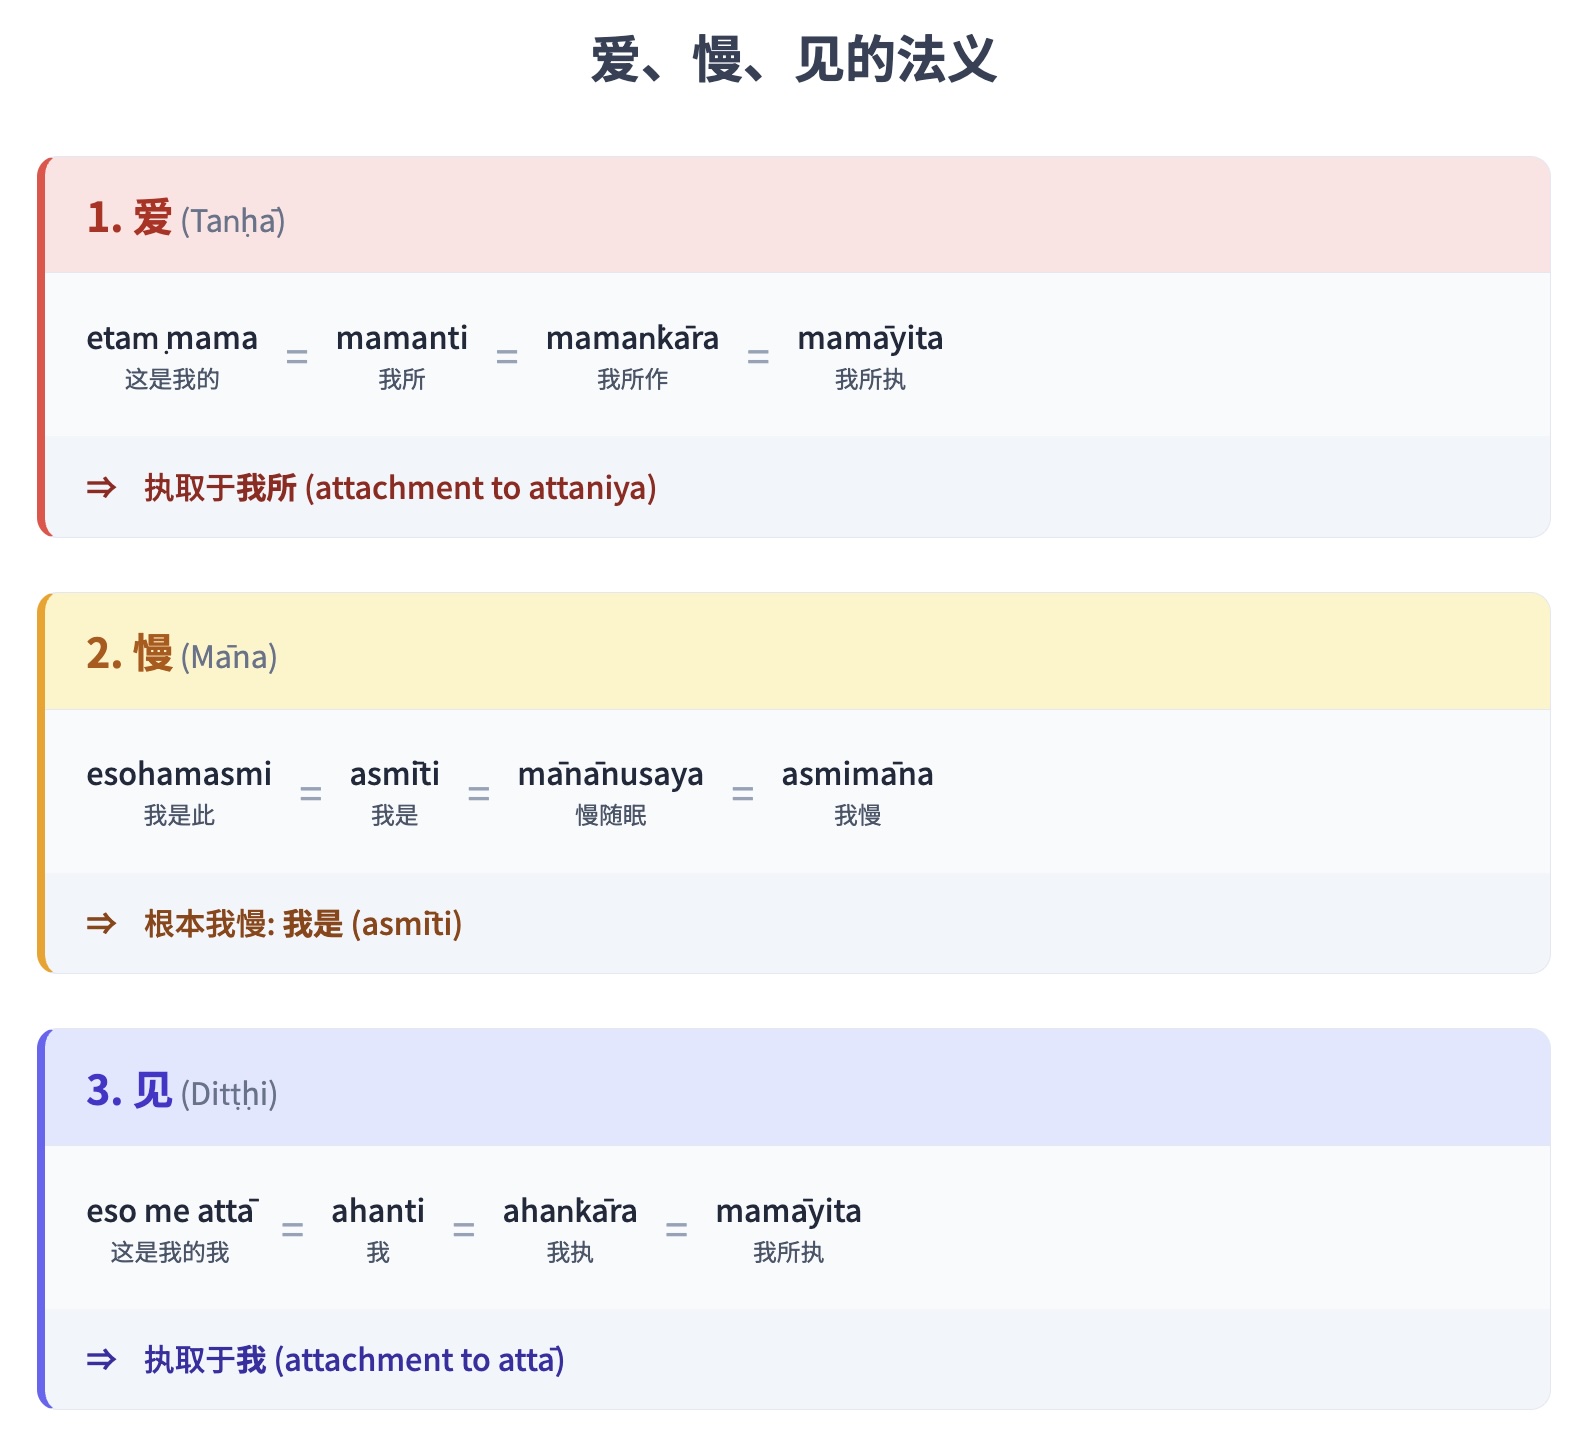 爱、慢、见的法义
1. 爱 (Taṇhā)
etaṃ mama = mamanti = mamaṅkāra = mamāyita
这是我的 我所 我所作 我所执
⇒ 执取于我所 (attachment to attaniya)
2. 慢 (Māna)
esohamasmi = asmīti = mānānusaya = asmimāna
我是此 我是 慢随眠 我慢
⇒ 根本我慢: 我是 (asmīti)
3. 见 (Diṭṭhi)
eso me attā = ahanti = ahaṅkāra = mamāyita
这是我的我 我 我执 我所执
⇒ 执取于我 (attachment to attā)